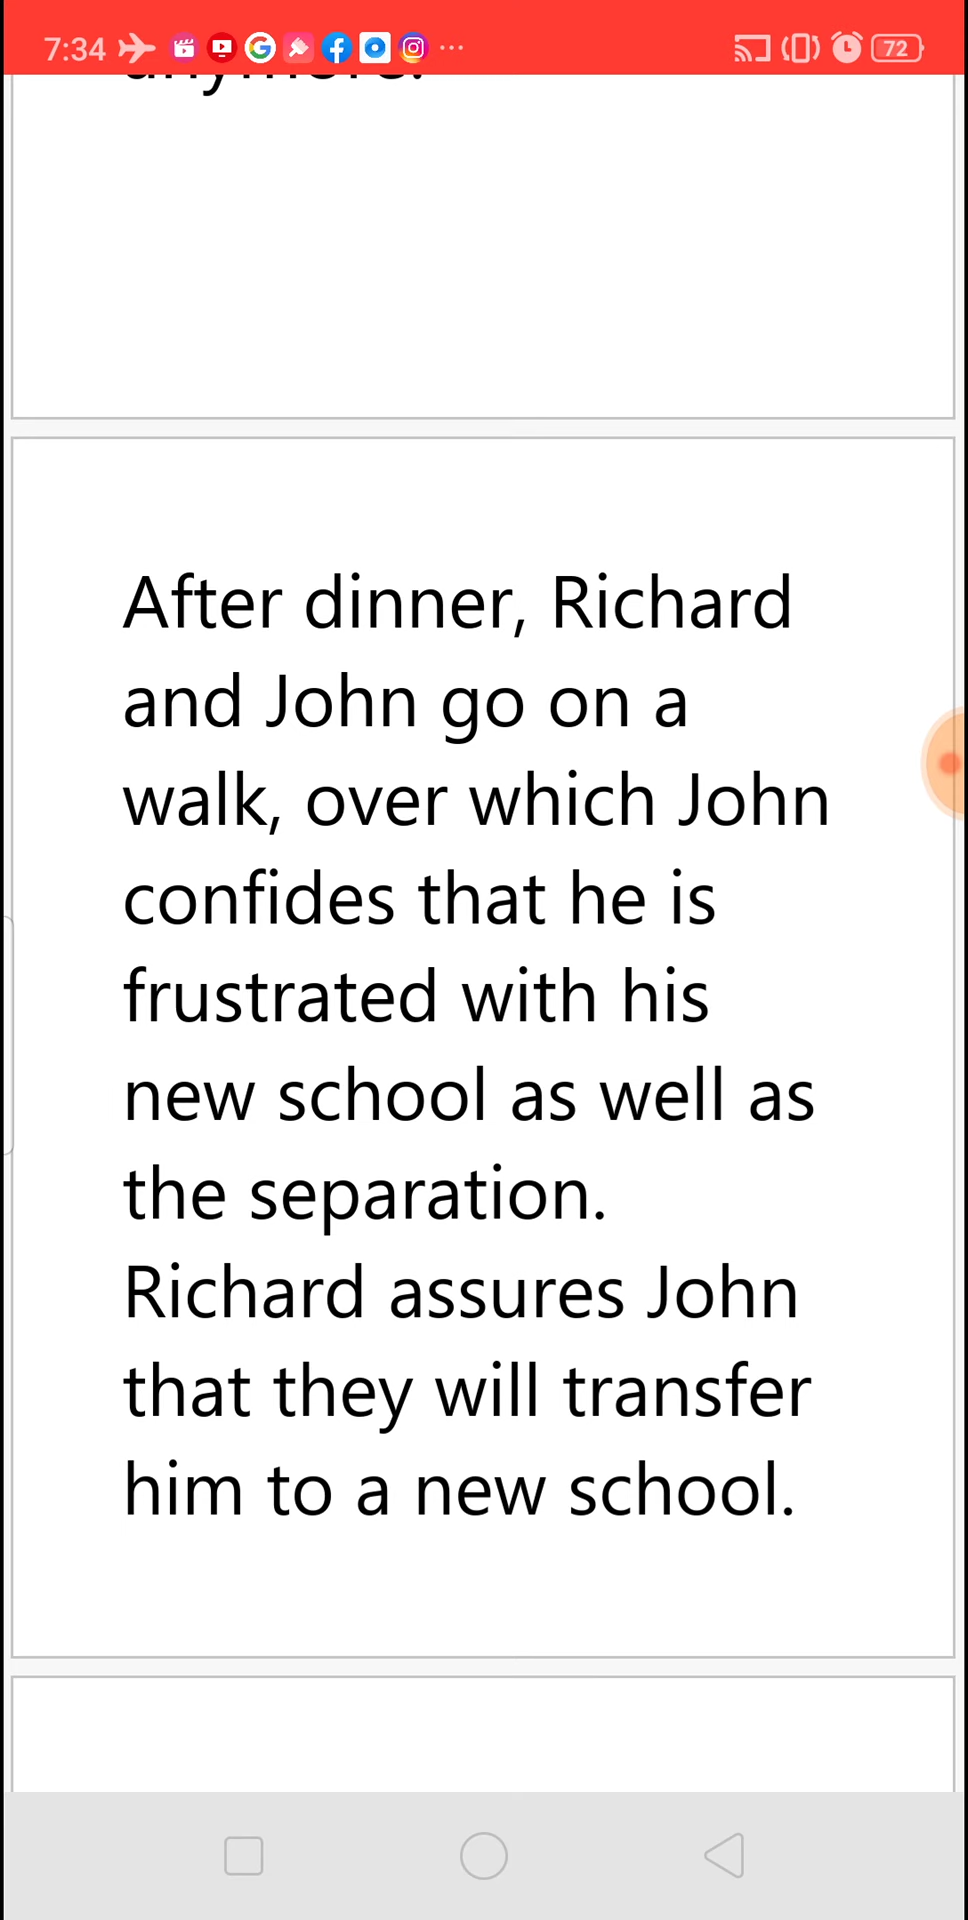 7:34
72
After dinner, Richard
and John go on a
walk, over which John
confides that he is
frustrated with his
new school as well as
the separation.
Richard assures John
that they will transfer
him to a new school.